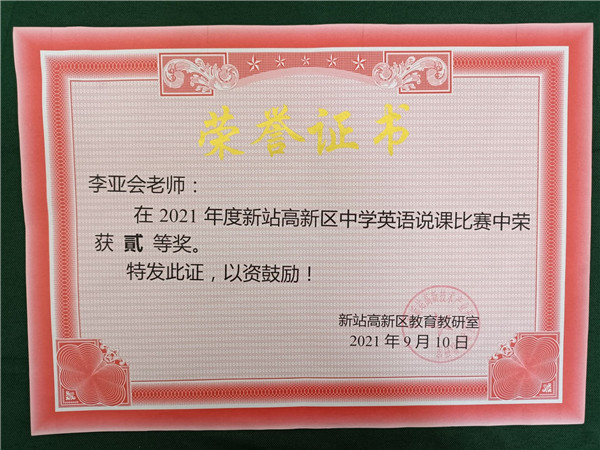 荣誉证书
李亚会老师：
在 2021 年度新站高新区中学英语说课比赛中荣
获 贰 等奖。
特发此证，以资鼓励！
新站高新区教育教研室
2021 年 9 月 10 日